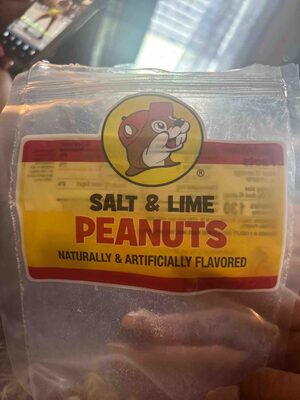 SALT & LIME
PEANUTS
NATURALLY & ARTIFICIALLY FLAVORED